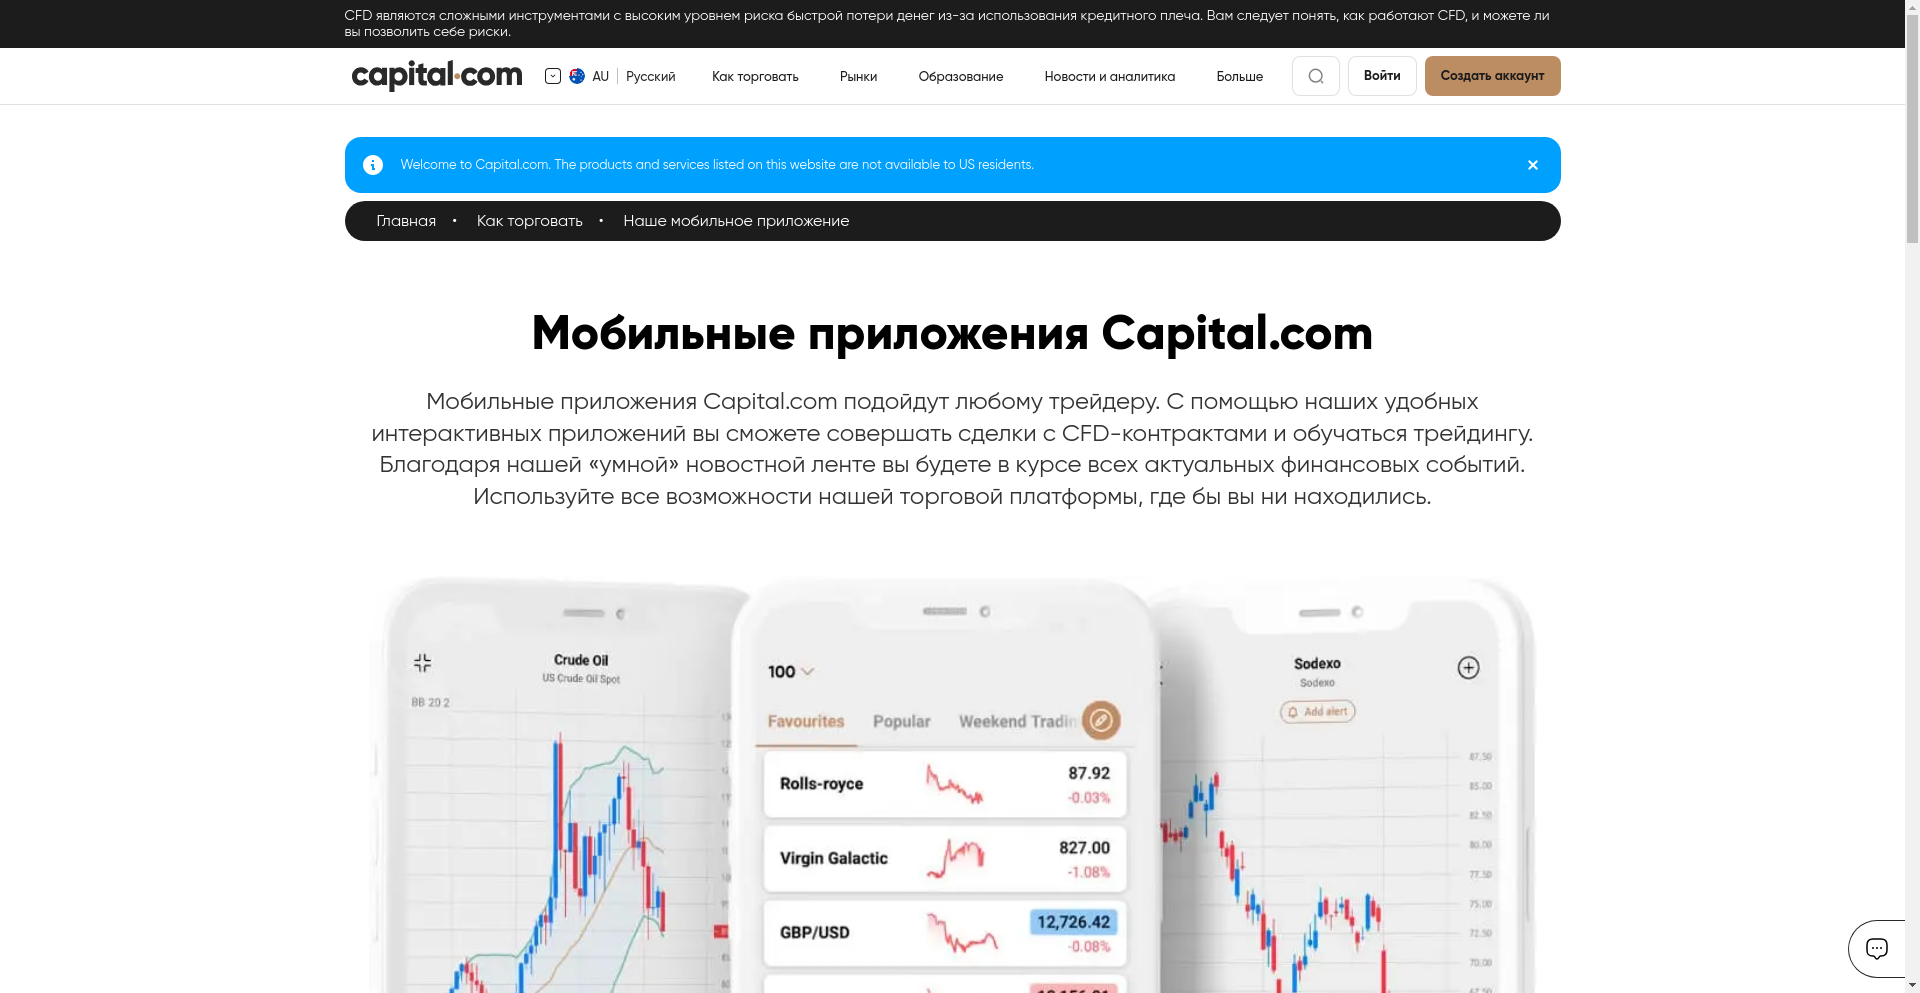 CFD являются сложными инструментами с высоким уровнем риска быстрой потери денег из-за использования кредитного плеча. Вам следует понять, как работают CFD, и можете ли
вы позволить себе риски.
capital.com
AU
Русский
Как торговать
Рынки
Образование
Новости и аналитика
Больше
Войти
Создать аккаунт
Welcome to Capital.com. The products and services listed on this website are not available to US residents.
Главная • Как торговать • Наше мобильное приложение
Мобильные приложения Capital.com
Мобильные приложения Capital.com подойдут любому трейдеру. С помощью наших удобных
интерактивных приложений вы сможете совершать сделки с CFD-контрактами и обучаться трейдингу.
Благодаря нашей «умной» новостной ленте вы будете в курсе всех актуальных финансовых событий.
Используйте все возможности нашей торговой платформы, где бы вы ни находились.
Crude Oil
US Crude Oil Spot
BB 20 2
100
Favourites
Popular
Weekend Tradin
Rolls-royce
87.92
-0.03%
Virgin Galactic
827.00
-1.08%
GBP/USD
12,726.42
-0.08%
Sodexo
Sodexo
Add alert
87.50
85.00
82.50
80.00
77.50
75.00
72.50
70.00